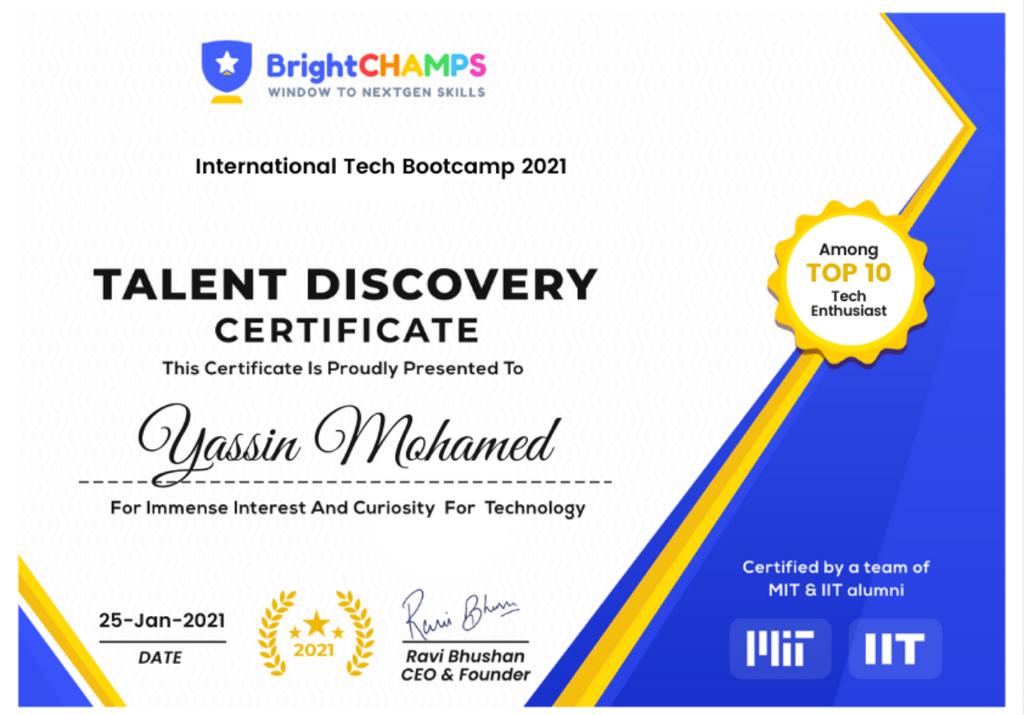 BrightCHAMPS
WINDOW TO NEXTGEN SKILLS
International Tech Bootcamp 2021
Among
TOP 10
Tech
Enthusiast
TALENT DISCOVERY
CERTIFICATE
This Certificate Is Proudly Presented To
Yassin Mohamed
For Immense Interest And Curiosity For Technology
25-Jan-2021
DATE
2021
Ravi Bhushan
CEO & Founder
Certified by a team of
MIT & IIT alumni
MIT
IIT